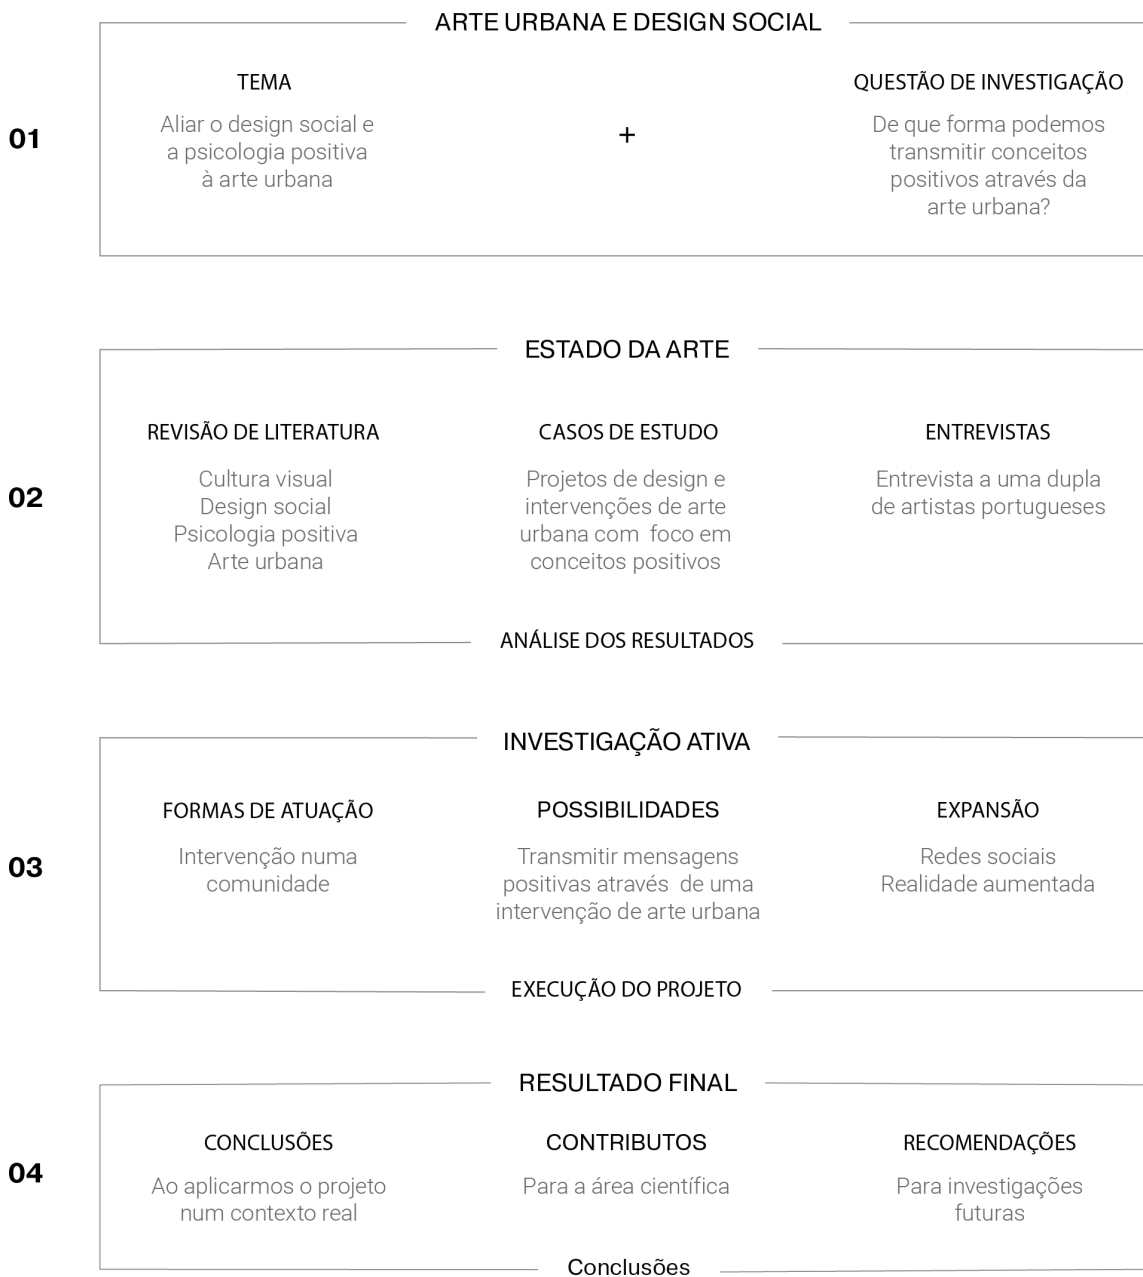 ARTE URBANA E DESIGN SOCIAL
01
TEMA
Aliar o design social e
a psicologia positiva
à arte urbana
+
QUESTÃO DE INVESTIGAÇÃO
De que forma podemos
transmitir conceitos
positivos através da
arte urbana?
ESTADO DA ARTE
02
REVISÃO DE LITERATURA
Cultura visual
Design social
Psicologia positiva
Arte urbana
CASOS DE ESTUDO
Projetos de design e
intervenções de arte
urbana com foco em
conceitos positivos
ENTREVISTAS
Entrevista a uma dupla
de artistas portugueses
ANÁLISE DOS RESULTADOS
INVESTIGAÇÃO ATIVA
03
FORMAS DE ATUAÇÃO
Intervenção numa
comunidade
POSSIBILIDADES
Transmitir mensagens
positivas através de uma
intervenção de arte urbana
EXPANSÃO
Redes sociais
Realidade aumentada
EXECUÇÃO DO PROJETO
RESULTADO FINAL
04
CONCLUSÕES
Ao aplicarmos o projeto
num contexto real
CONTRIBUTOS
Para a área científica
RECOMENDAÇÕES
Para investigações
futuras
Conclusões